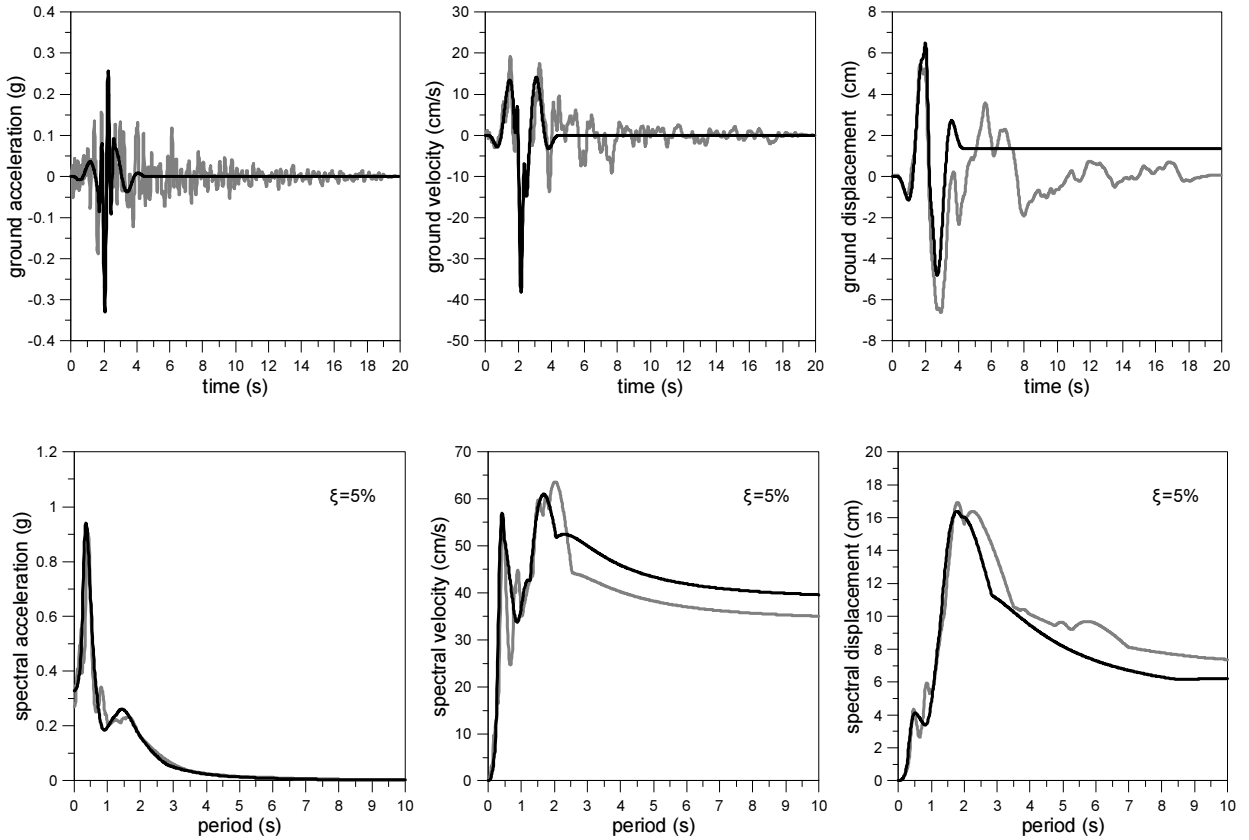 0.4
0.3
0.2
0.1
0
-0.1
-0.2
-0.3
-0.4
ground acceleration (g)
0 2 4 6 8 10 12 14 16 18 20
time (s)
30
20
10
0
-10
-20
-30
-40
-50
ground velocity (cm/s)
0 2 4 6 8 10 12 14 16 18 20
time (s)
8
6
4
2
0
-2
-4
-6
-8
ground displacement (cm)
0 2 4 6 8 10 12 14 16 18 20
time (s)
1.2
1
0.8
0.6
0.4
0.2
0
spectral acceleration (g)
ξ=5%
0 1 2 3 4 5 6 7 8 9 10
period (s)
70
60
50
40
30
20
10
0
spectral velocity (cm/s)
ξ=5%
0 1 2 3 4 5 6 7 8 9 10
period (s)
20
18
16
14
12
10
8
6
4
2
0
spectral displacement (cm)
ξ=5%
0 1 2 3 4 5 6 7 8 9 10
period (s)